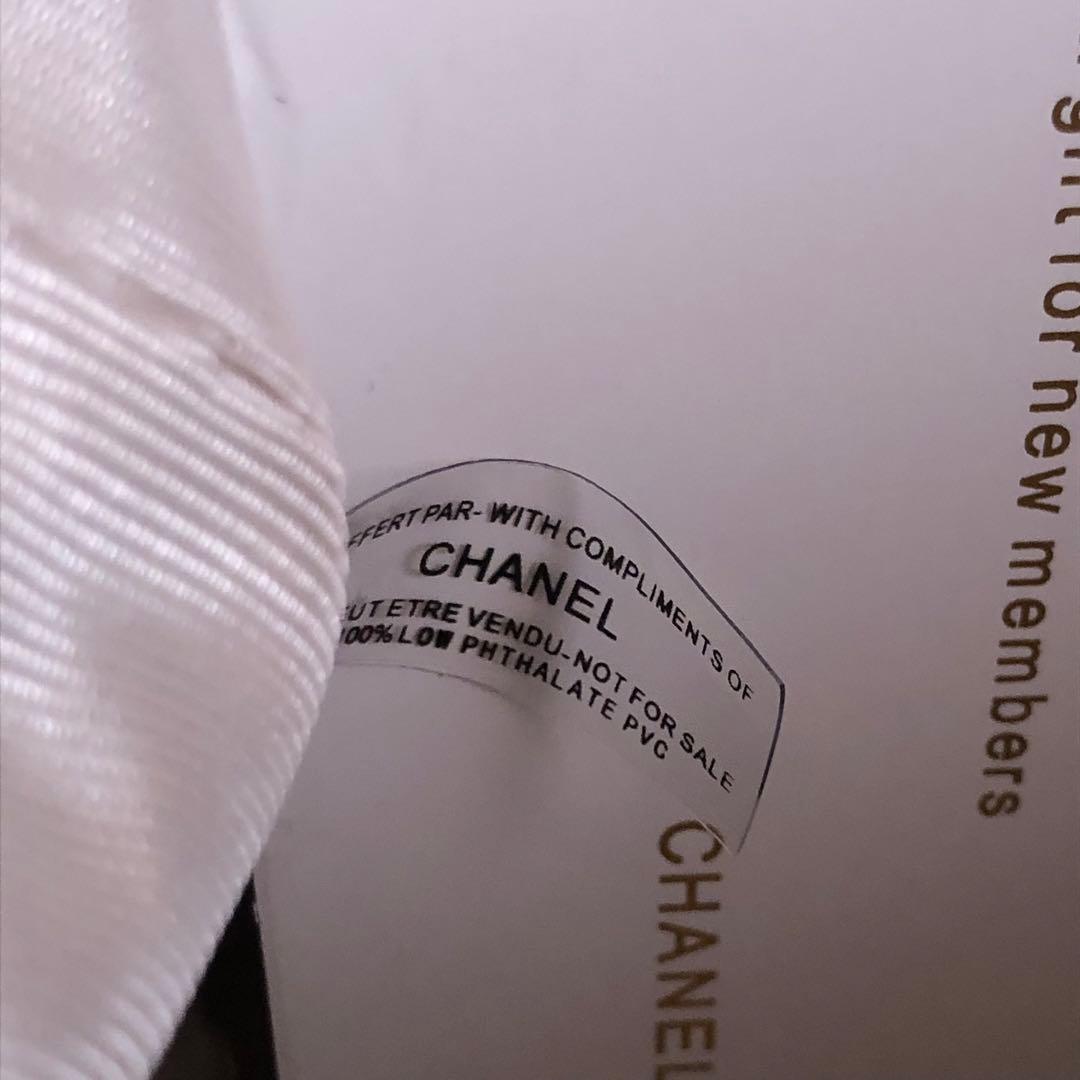 FFERT PAR- WITH COMPLIMENTS OF
CHANEL
UT ETRE VENDU-NOT FOR SALE
100% LOW PHTHALATE PVC
gift for new members
CHANEL